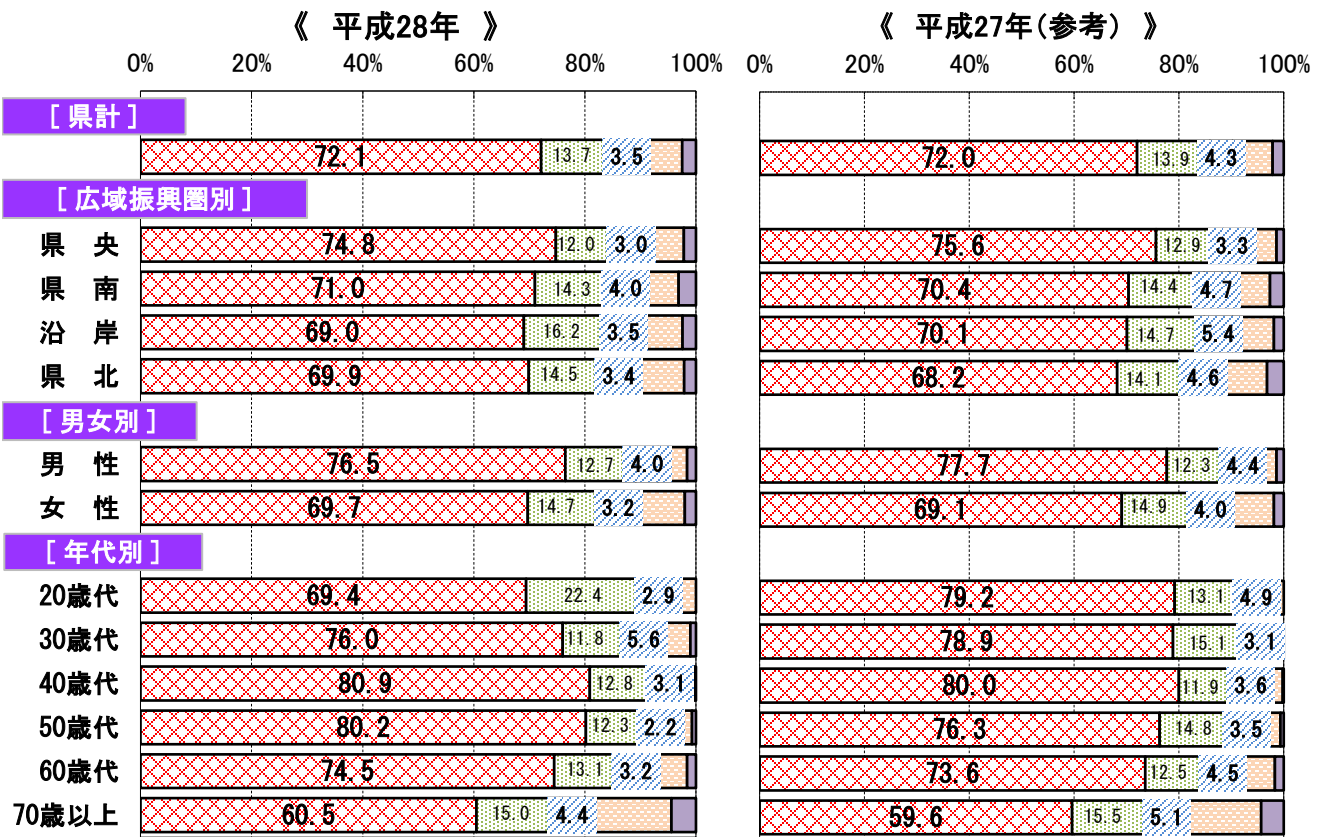 《 平成28年 》 《 平成27年(参考) 》
0% 20% 40% 60% 80% 100% 0% 20% 40% 60% 80% 100%
[ 県計 ]
72.1 13.7 3.5 72.0 13.9 4.3
[ 広域振興圏別 ]
県 央 74.8 12.0 3.0 75.6 12.9 3.3
県 南 71.0 14.3 4.0 70.4 14.4 4.7
沿 岸 69.0 16.2 3.5 70.1 14.7 5.4
県 北 69.9 14.5 3.4 68.2 14.1 4.6
[ 男女別 ]
男 性 76.5 12.7 4.0 77.7 12.3 4.4
女 性 69.7 14.7 3.2 69.1 14.9 4.0
[ 年代別 ]
20歳代 69.4 22.4 2.9 79.2 13.1 4.9
30歳代 76.0 11.8 5.6 78.9 15.1 3.1
40歳代 80.9 12.8 3.1 80.0 11.9 3.6
50歳代 80.2 12.3 2.2 76.3 14.8 3.5
60歳代 74.5 13.1 3.2 73.6 12.5 4.5
70歳以上 60.5 15.0 4.4 59.6 15.5 5.1